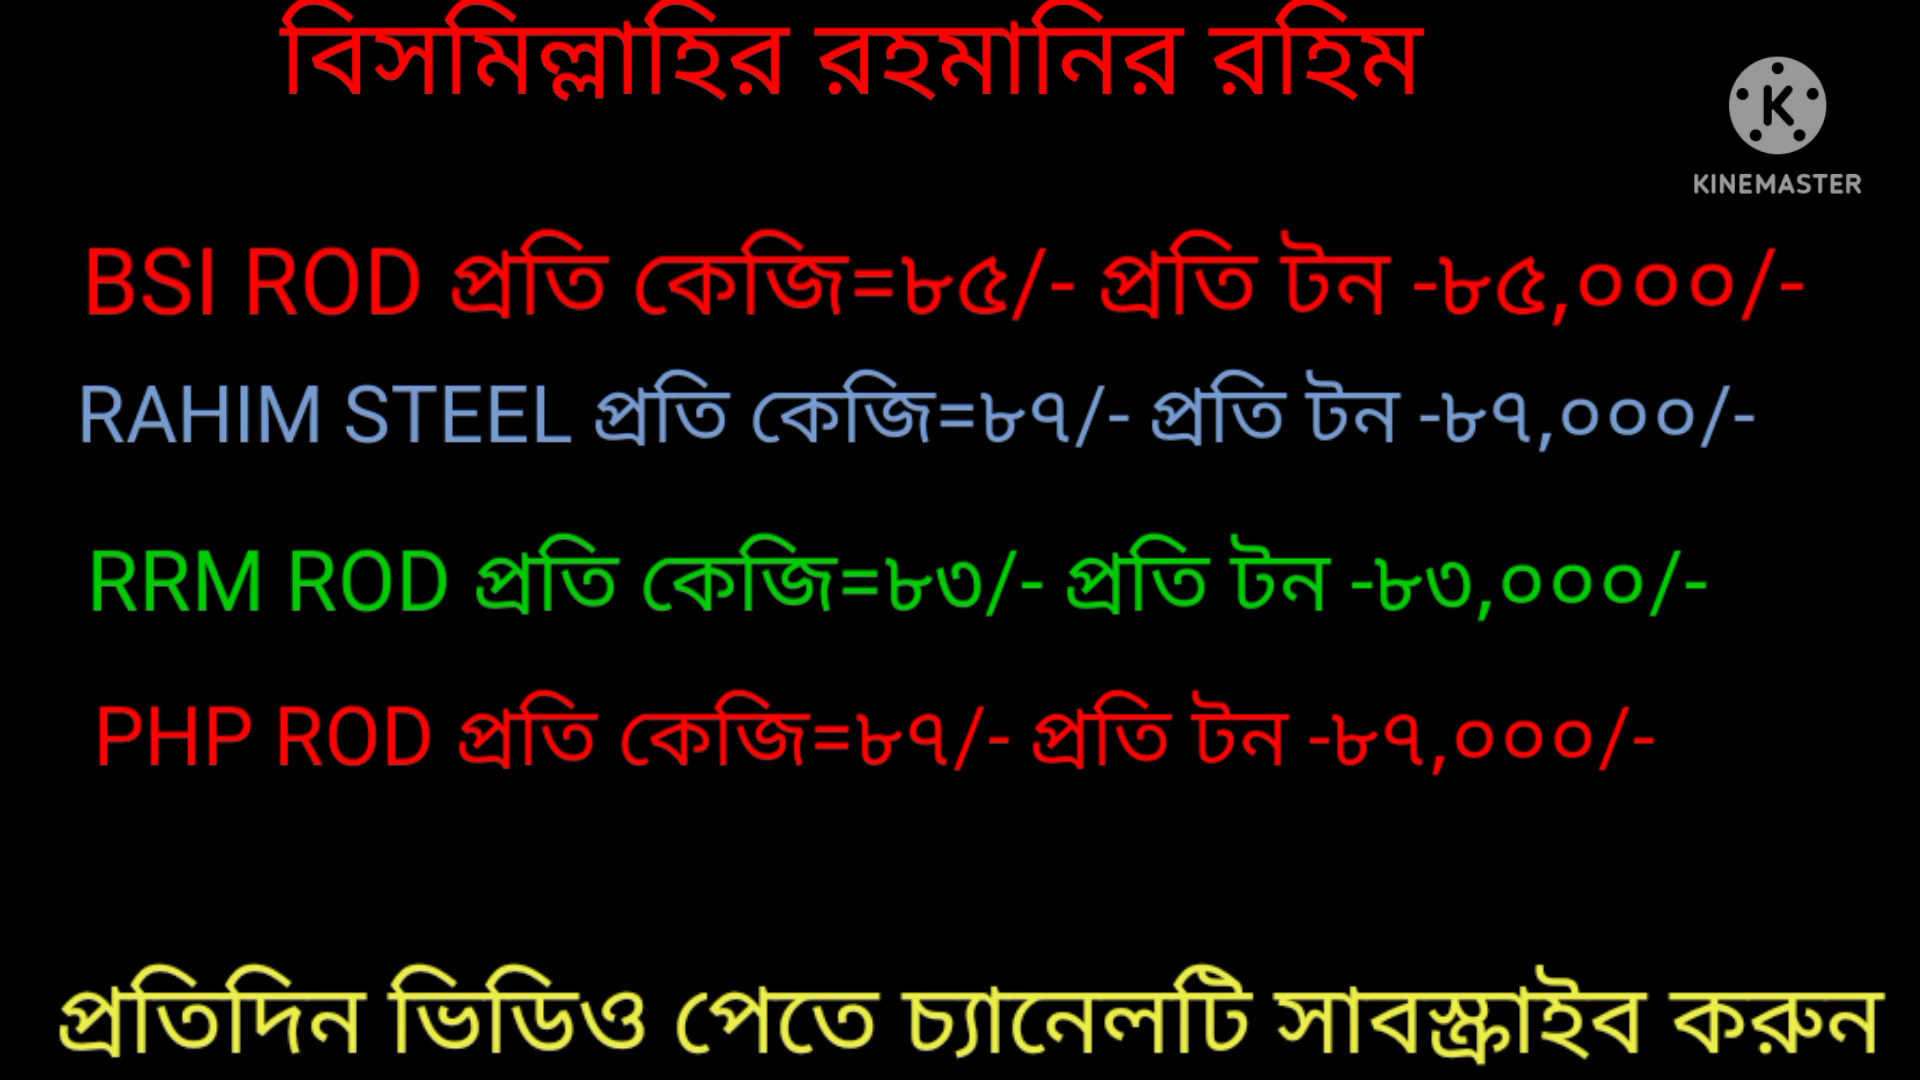 বিসমিল্লাহির রহমানির রহিম
KINEMASTER
BSI ROD প্রতি কেজি=৮৫/- প্রতি টন -৮৫,০০০/-
RAHIM STEEL প্রতি কেজি=৮৭/- প্রতি টন -৮৭,০০০/-
RRM ROD প্রতি কেজি=৮৩/- প্রতি টন -৮৩,০০০/-
PHP ROD প্রতি কেজি=৮৭/- প্রতি টন -৮৭,০০০/-
প্রতিদিন ভিডিও পেতে চ্যানেলটি সাবস্ক্রাইব করুন